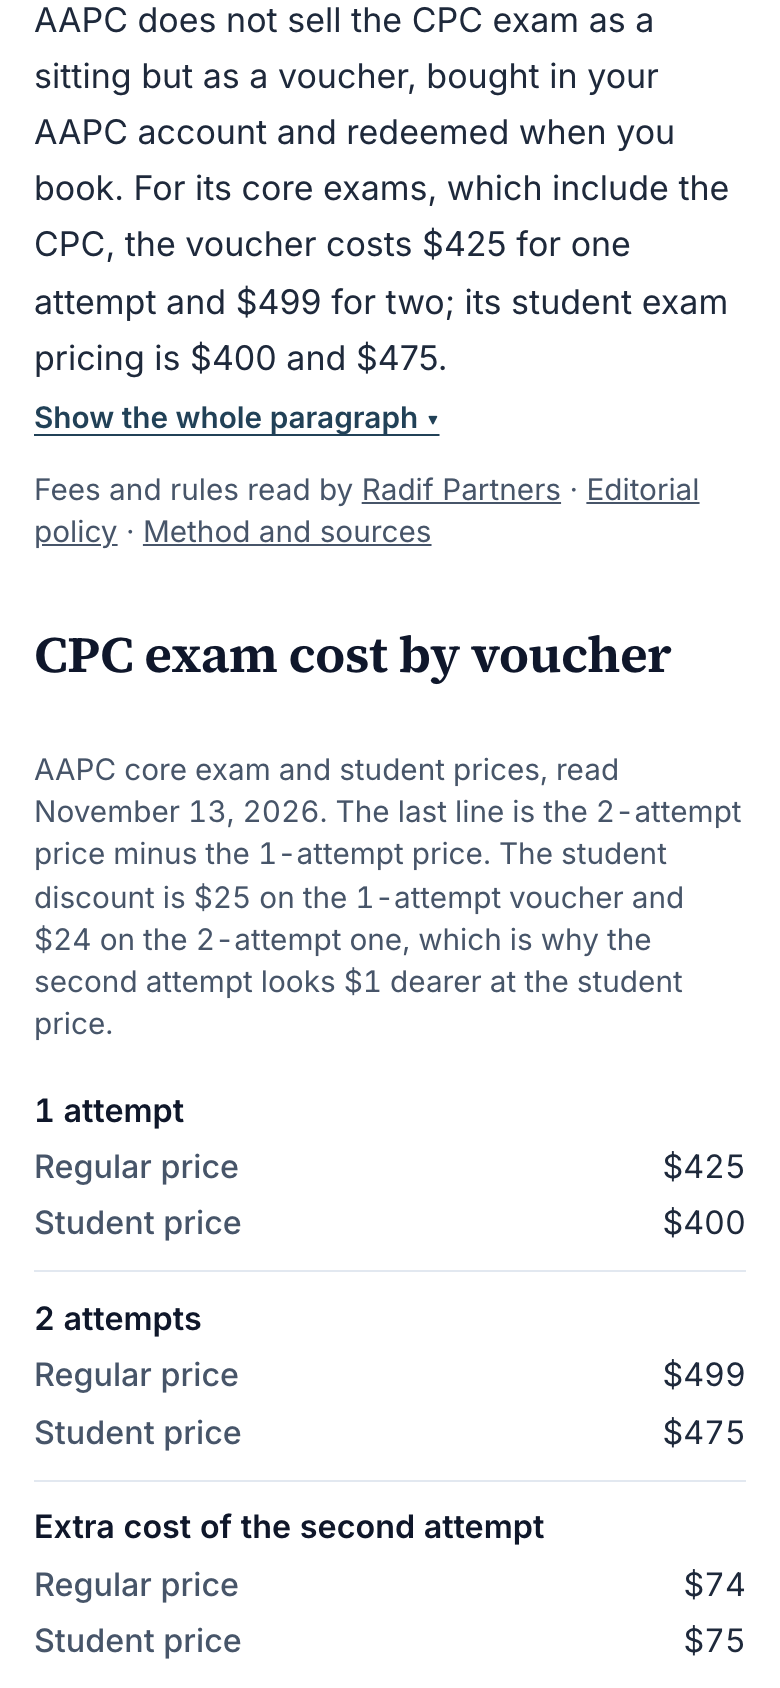 AAPC does not sell the CPC exam as a
sitting but as a voucher, bought in your
AAPC account and redeemed when you
book. For its core exams, which include the
CPC, the voucher costs $425 for one
attempt and $499 for two; its student exam
pricing is $400 and $475.
Show the whole paragraph ▾
Fees and rules read by Radif Partners · Editorial
policy · Method and sources
CPC exam cost by voucher
AAPC core exam and student prices, read
November 13, 2026. The last line is the 2-attempt
price minus the 1-attempt price. The student
discount is $25 on the 1-attempt voucher and
$24 on the 2-attempt one, which is why the
second attempt looks $1 dearer at the student
price.
1 attempt
Regular price $425
Student price $400
2 attempts
Regular price $499
Student price $475
Extra cost of the second attempt
Regular price $74
Student price $75